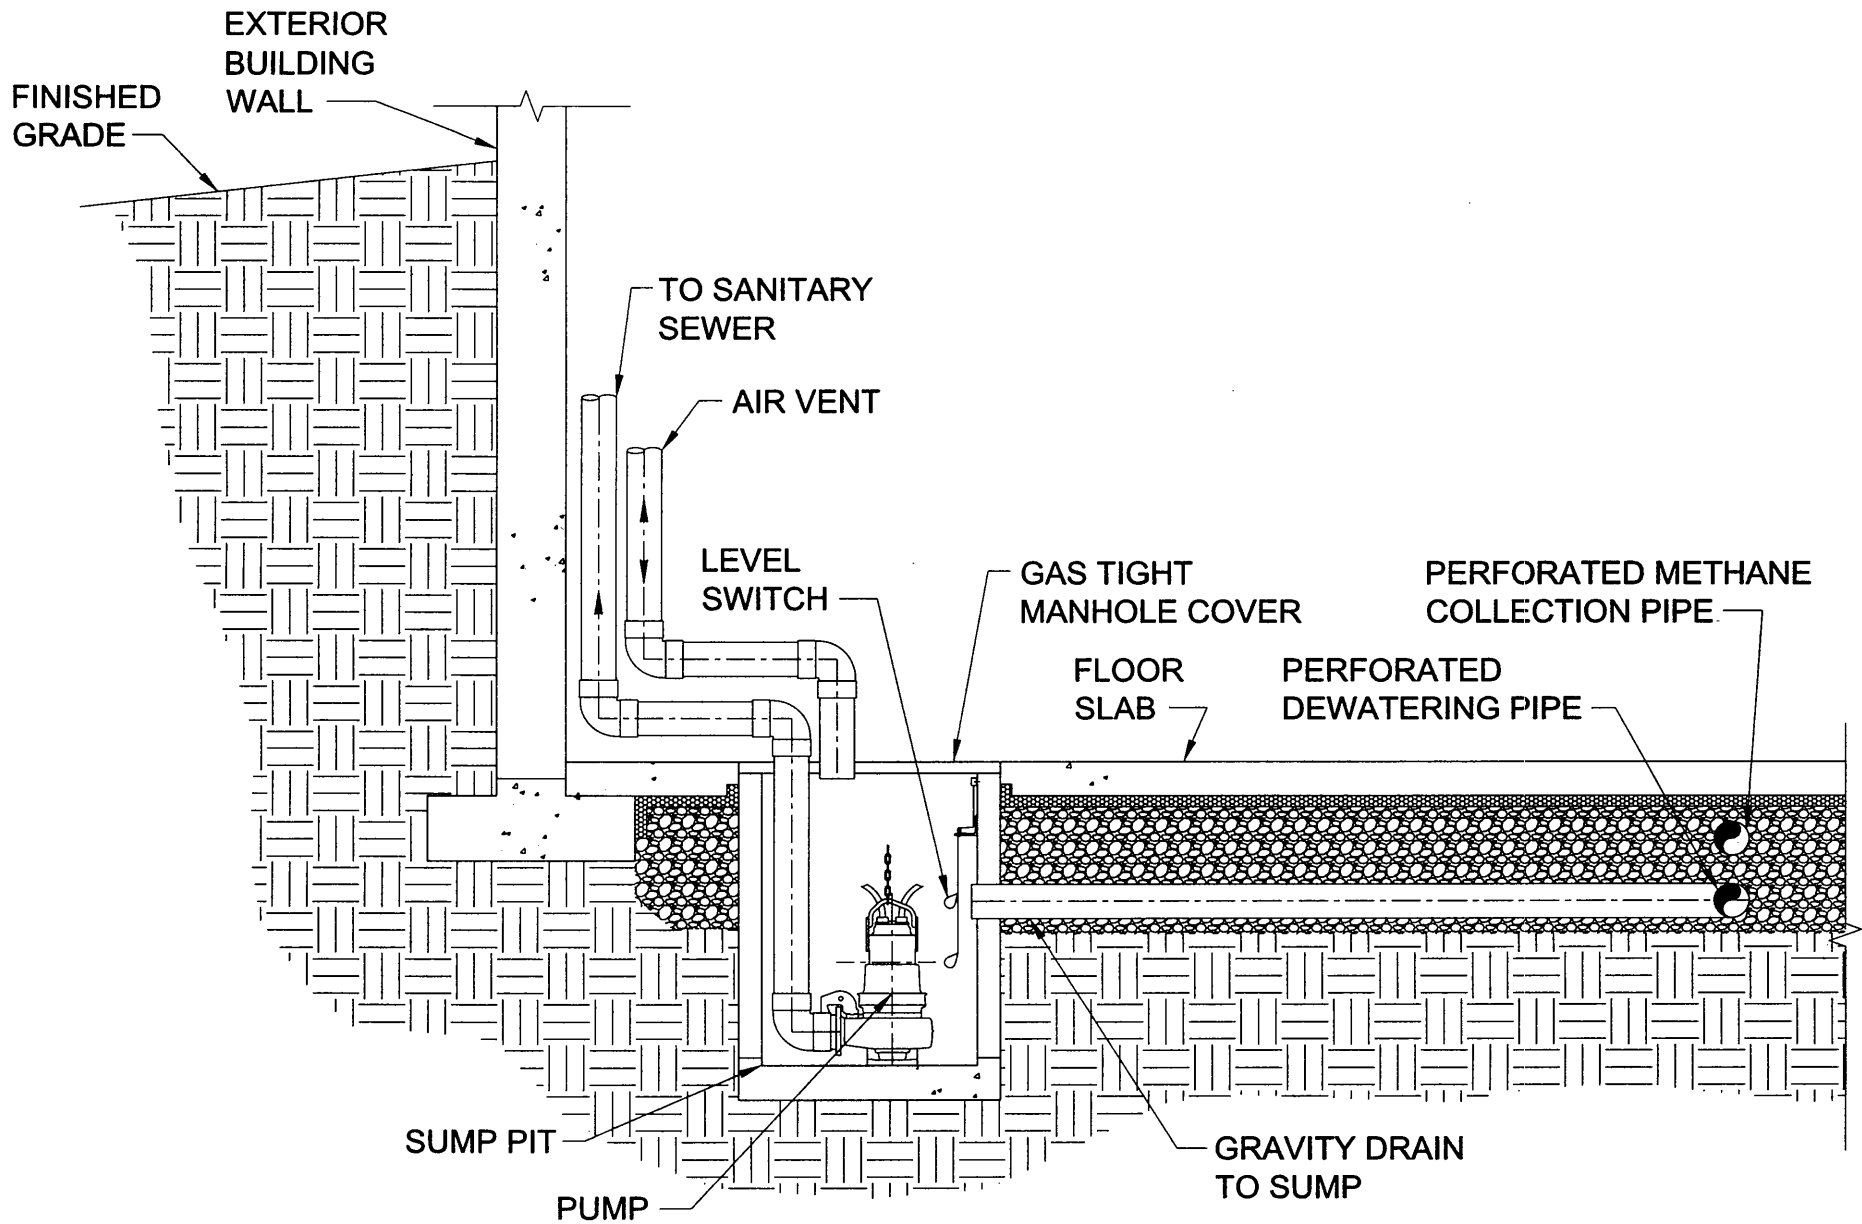 EXTERIOR
BUILDING
WALL
FINISHED
GRADE
TO SANITARY
SEWER
AIR VENT
LEVEL
SWITCH
GAS TIGHT
MANHOLE COVER
PERFORATED METHANE
COLLECTION PIPE
FLOOR
SLAB
PERFORATED
DEWATERING PIPE
SUMP PIT
PUMP
GRAVITY DRAIN
TO SUMP